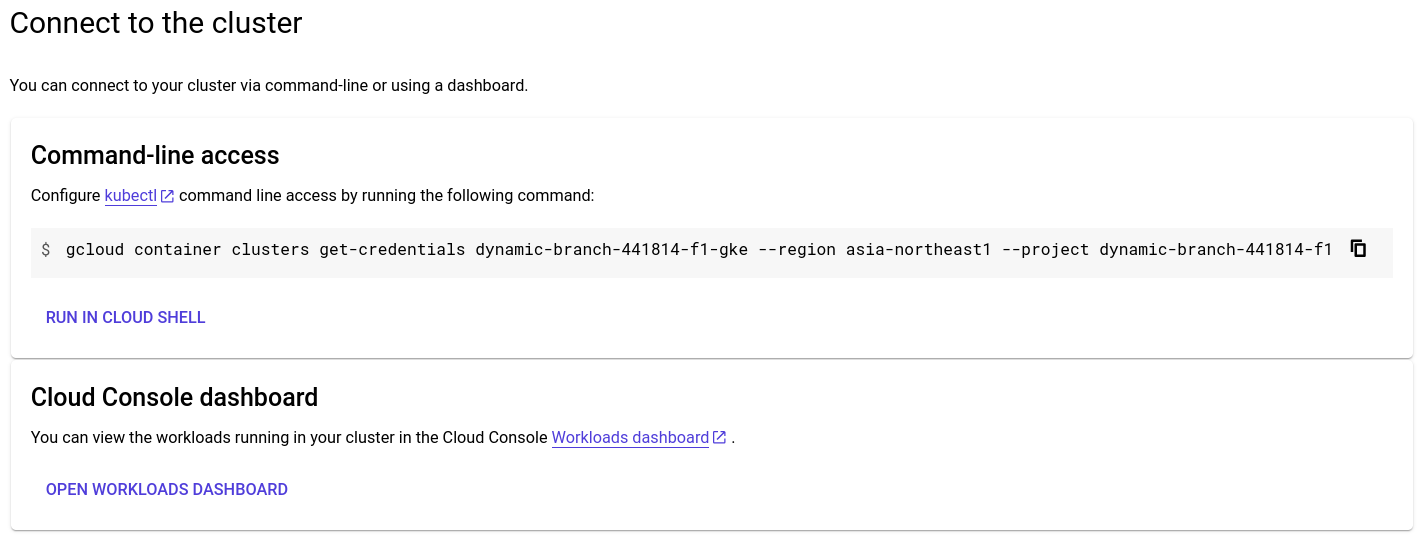 Connect to the cluster
You can connect to your cluster via command-line or using a dashboard.
Command-line access
Configure kubectl command line access by running the following command:
$ gcloud container clusters get-credentials dynamic-branch-441814-f1-gke --region asia-northeast1 --project dynamic-branch-441814-f1
RUN IN CLOUD SHELL
Cloud Console dashboard
You can view the workloads running in your cluster in the Cloud Console Workloads dashboard .
OPEN WORKLOADS DASHBOARD